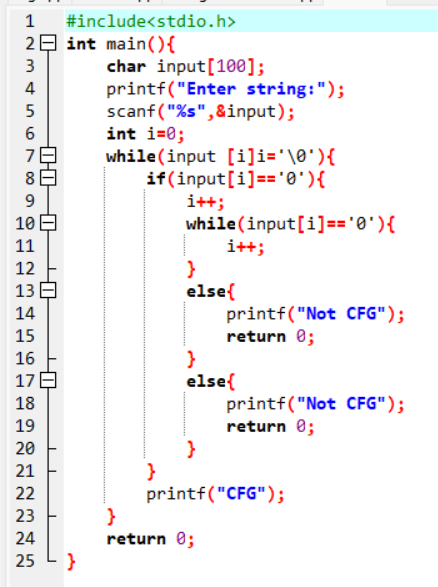 1 #include<stdio.h>
2 int main(){
3 char input[100];
4 printf("Enter string:");
5 scanf("%s",&input);
6 int i=0;
7 while(input [i]i='\0'){
8 if(input[i]=='0'){
9 i++;
10 while(input[i]=='0'){
11 i++;
12 }
13 else{
14 printf("Not CFG");
15 return 0;
16 }
17 else{
18 printf("Not CFG");
19 return 0;
20 }
21 }
22 printf("CFG");
23 }
24 return 0;
25 }